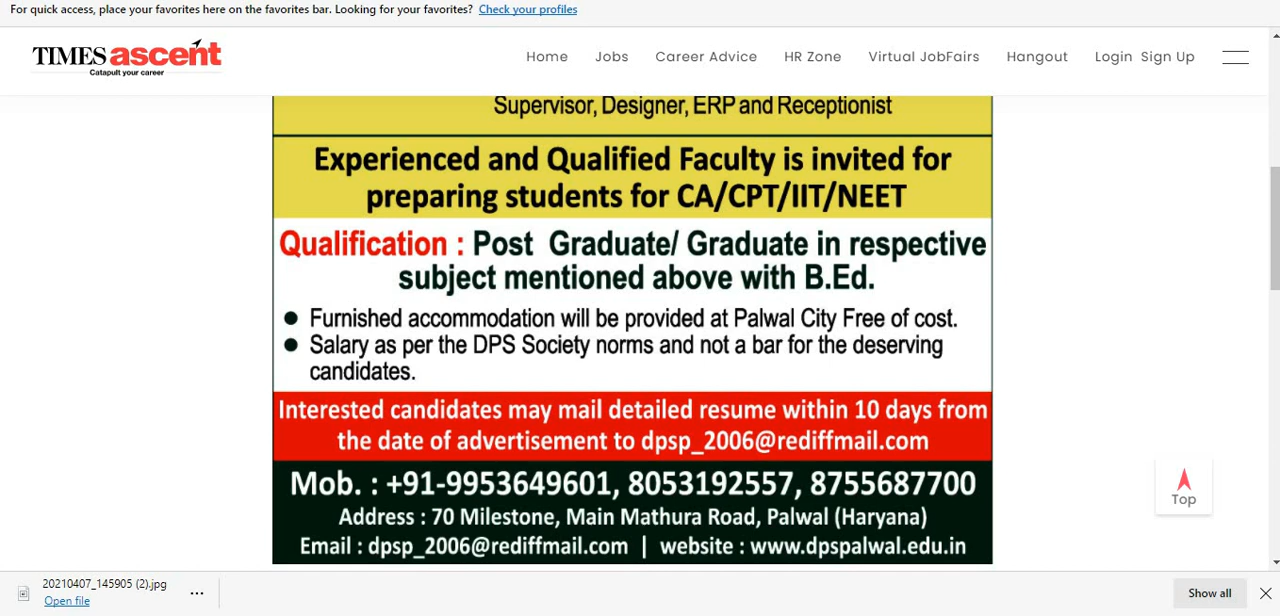 For quick access, place your favorites here on the favorites bar. Looking for your favorites? Check your profiles
TIMES ascent
Catapult your career
Home Jobs Career Advice HR Zone Virtual JobFairs Hangout Login Sign Up
Supervisor, Designer, ERP and Receptionist
Experienced and Qualified Faculty is invited for
preparing students for CA/CPT/IIT/NEET
Qualification : Post Graduate/ Graduate in respective
subject mentioned above with B.Ed.
● Furnished accommodation will be provided at Palwal City Free of cost.
● Salary as per the DPS Society norms and not a bar for the deserving
candidates.
Interested candidates may mail detailed resume within 10 days from
the date of advertisement to dpsp_2006@rediffmail.com
Mob. : +91-9953649601, 8053192557, 8755687700
Address : 70 Milestone, Main Mathura Road, Palwal (Haryana)
Email : dpsp_2006@rediffmail.com | website : www.dpspalwal.edu.in
Top
20210407_145905 (2).jpg
Open file
...
Show all